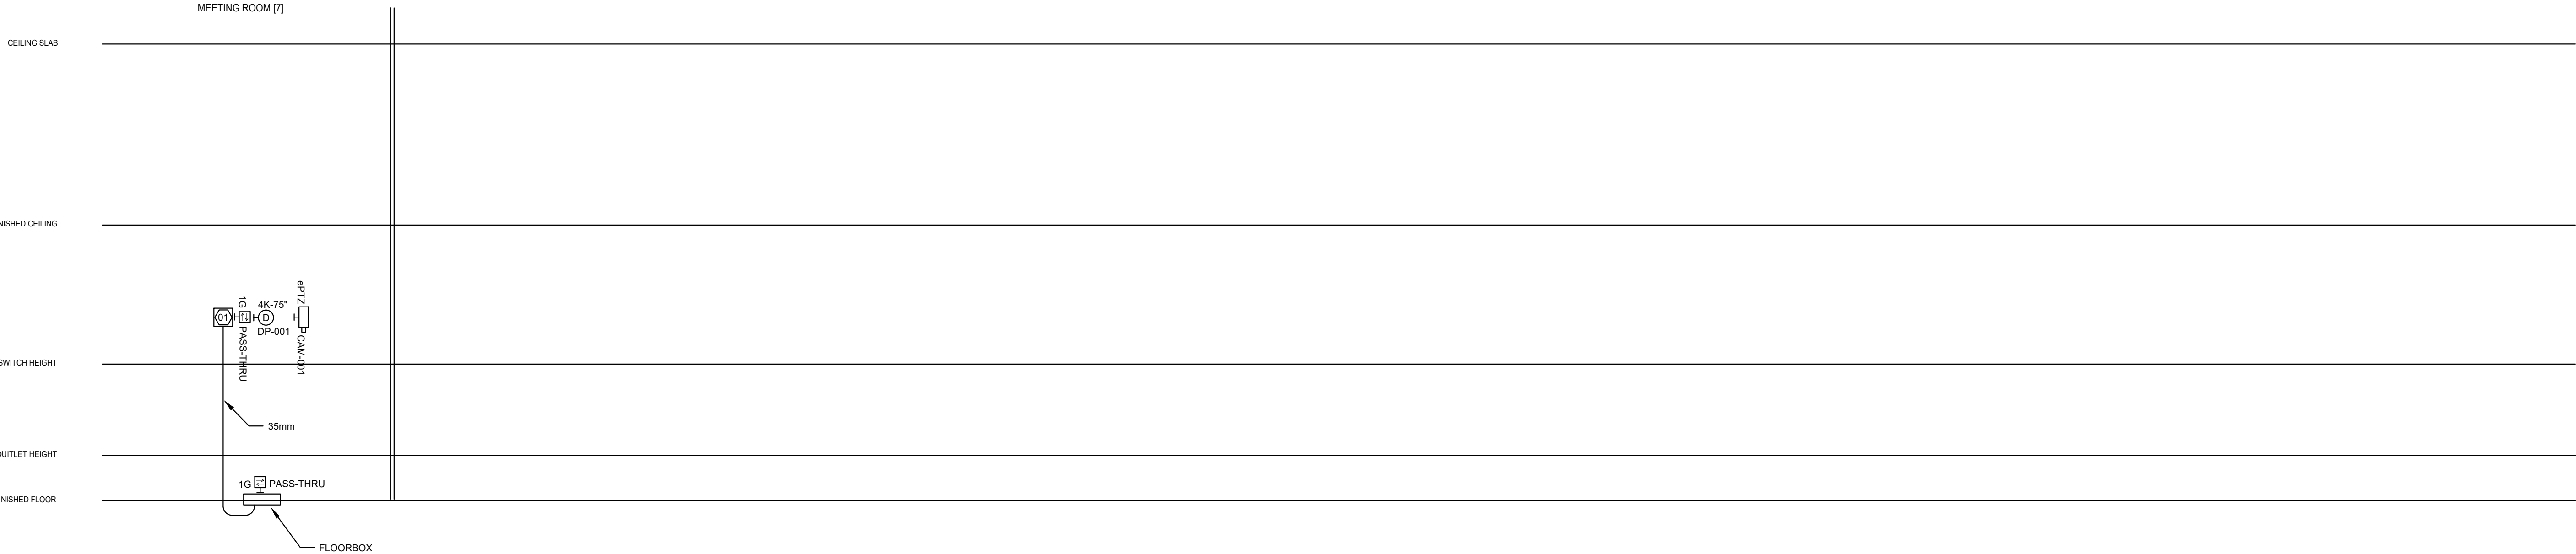 MEETING ROOM [7]
CEILING SLAB
NISHED CEILING
ePTZ
1G
4K-75"
01
D
DP-001
PASS-THRU
CAM-001
SWITCH HEIGHT
35mm
OUITLET HEIGHT
1G
PASS-THRU
NISHED FLOOR
FLOORBOX